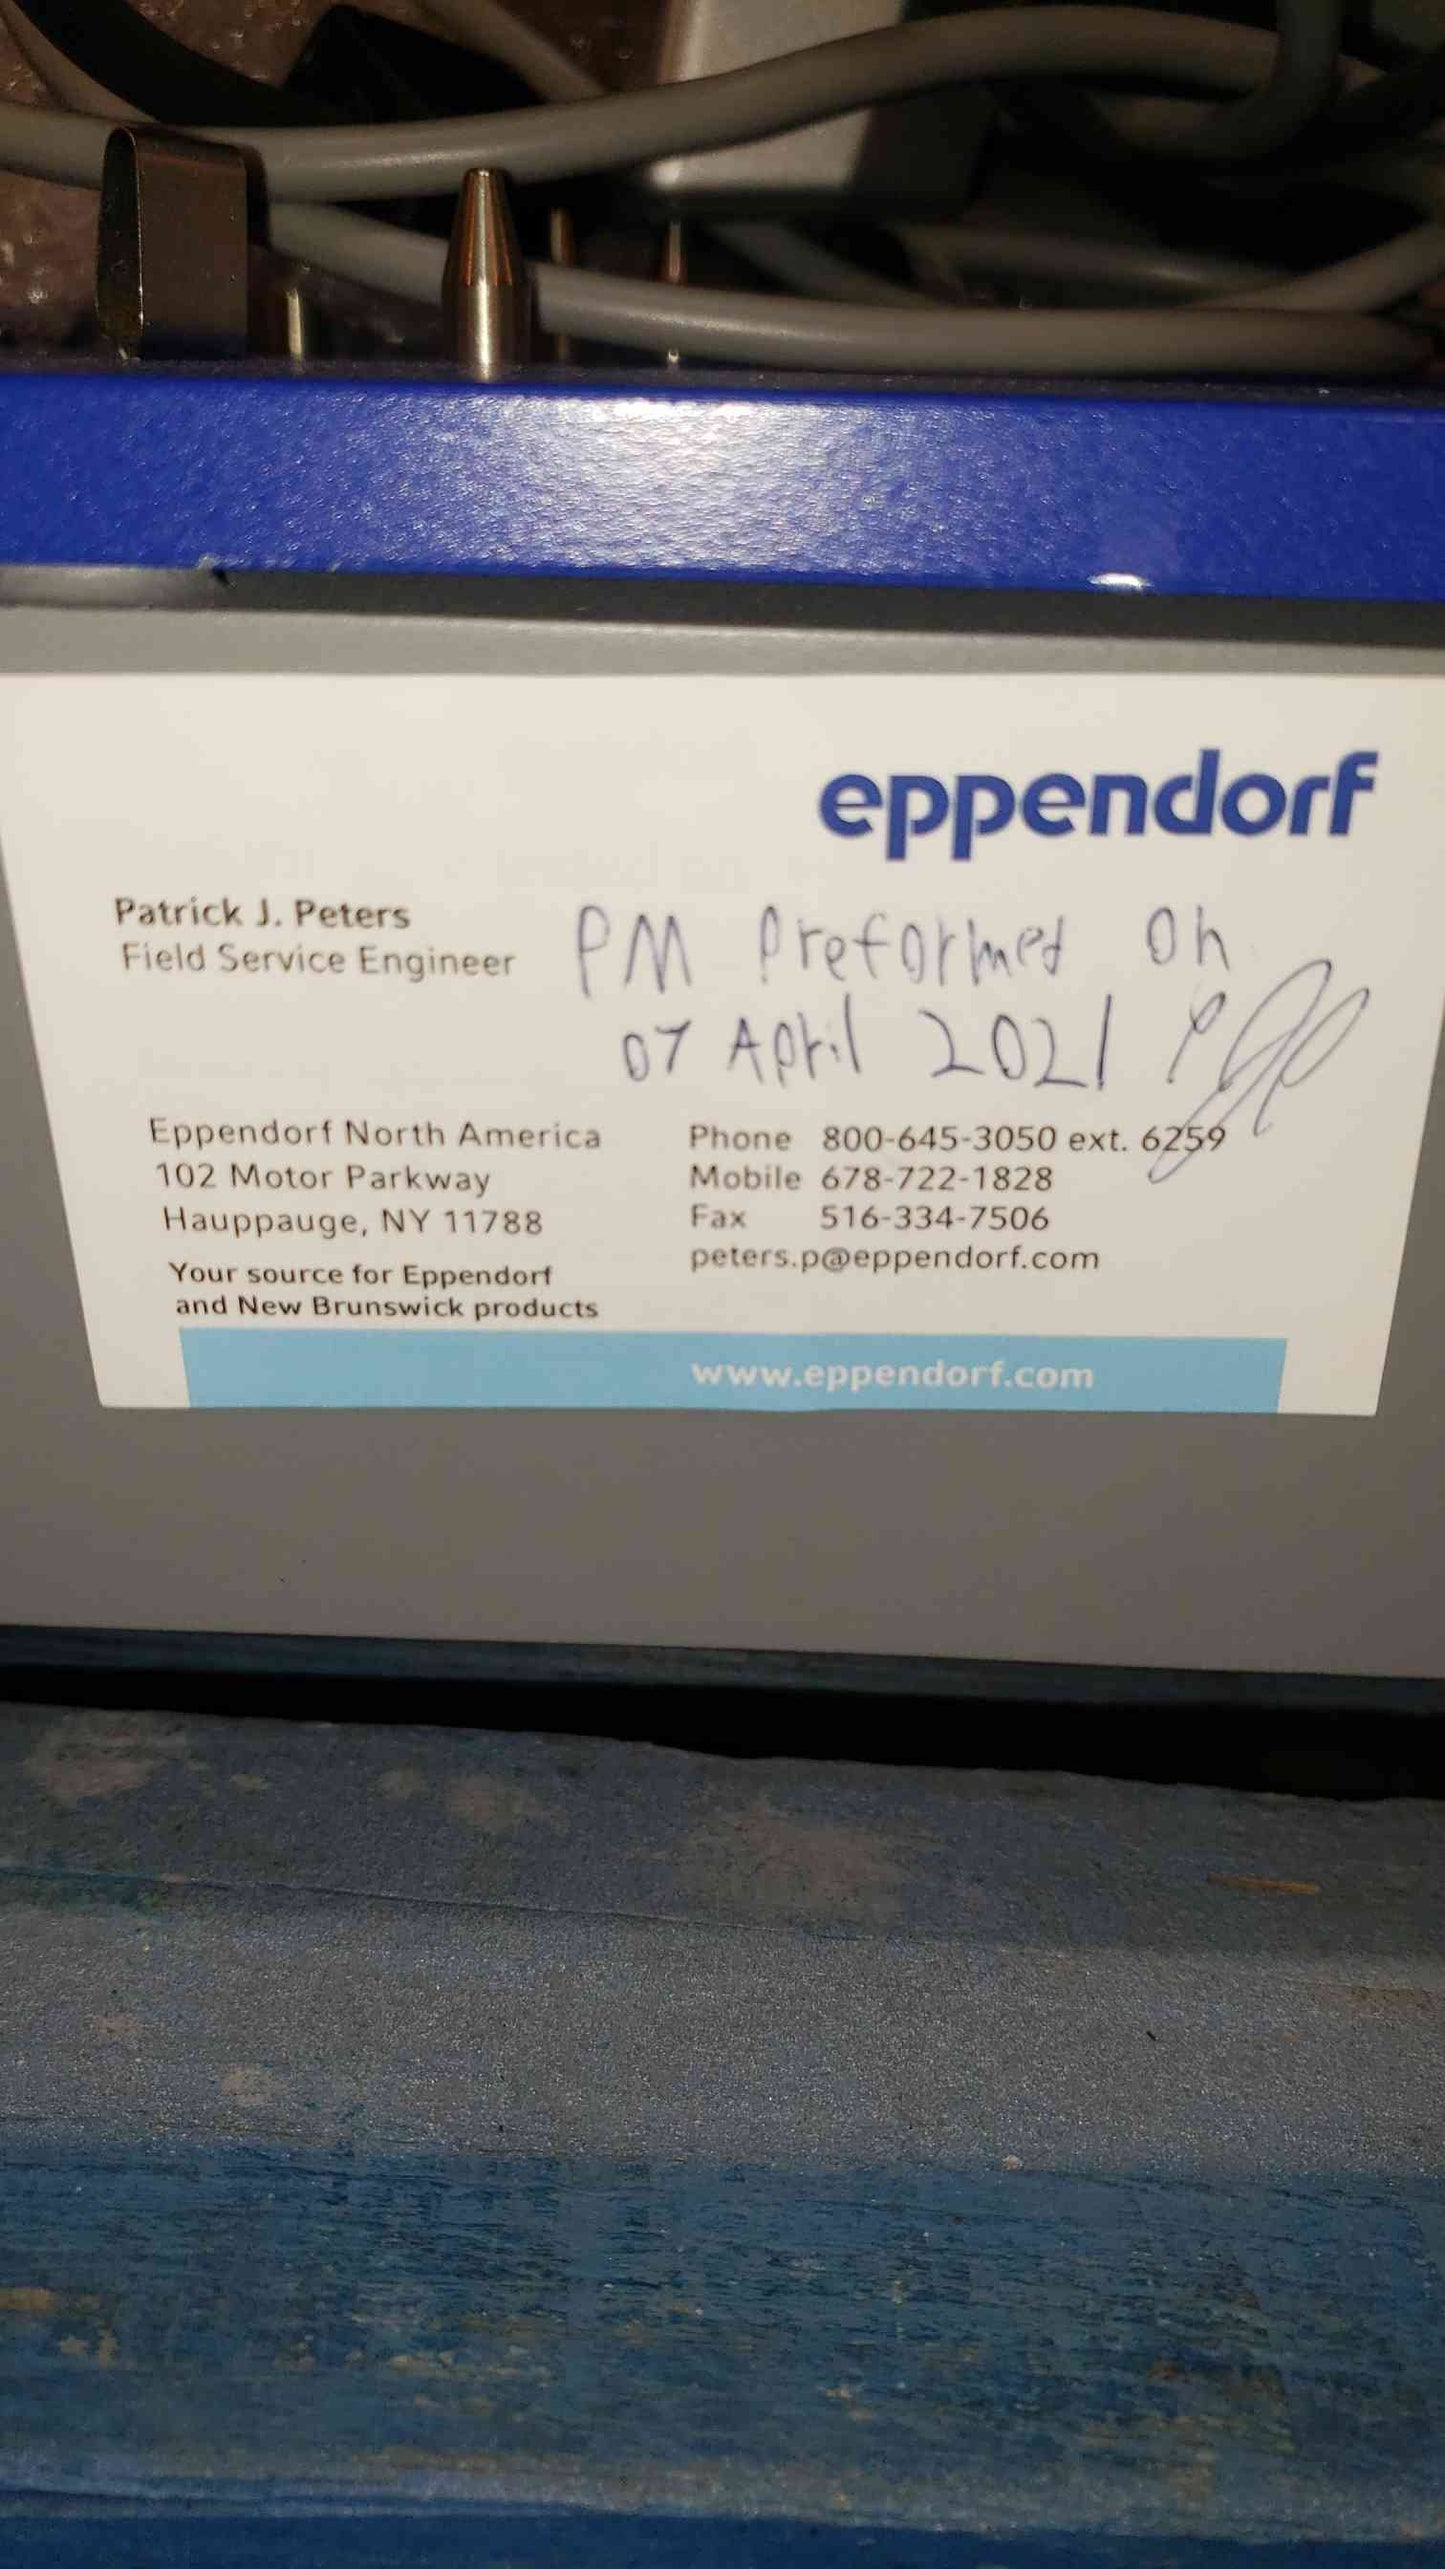 eppendorf
Patrick J. Peters
Field Service Engineer
PM Preformed on
07 April 2021
Eppendorf North America
102 Motor Parkway
Hauppauge, NY 11788
Your source for Eppendorf
and New Brunswick products
Phone 800-645-3050 ext. 6259
Mobile 678-722-1828
Fax 516-334-7506
peters.p@eppendorf.com
www.eppendorf.com